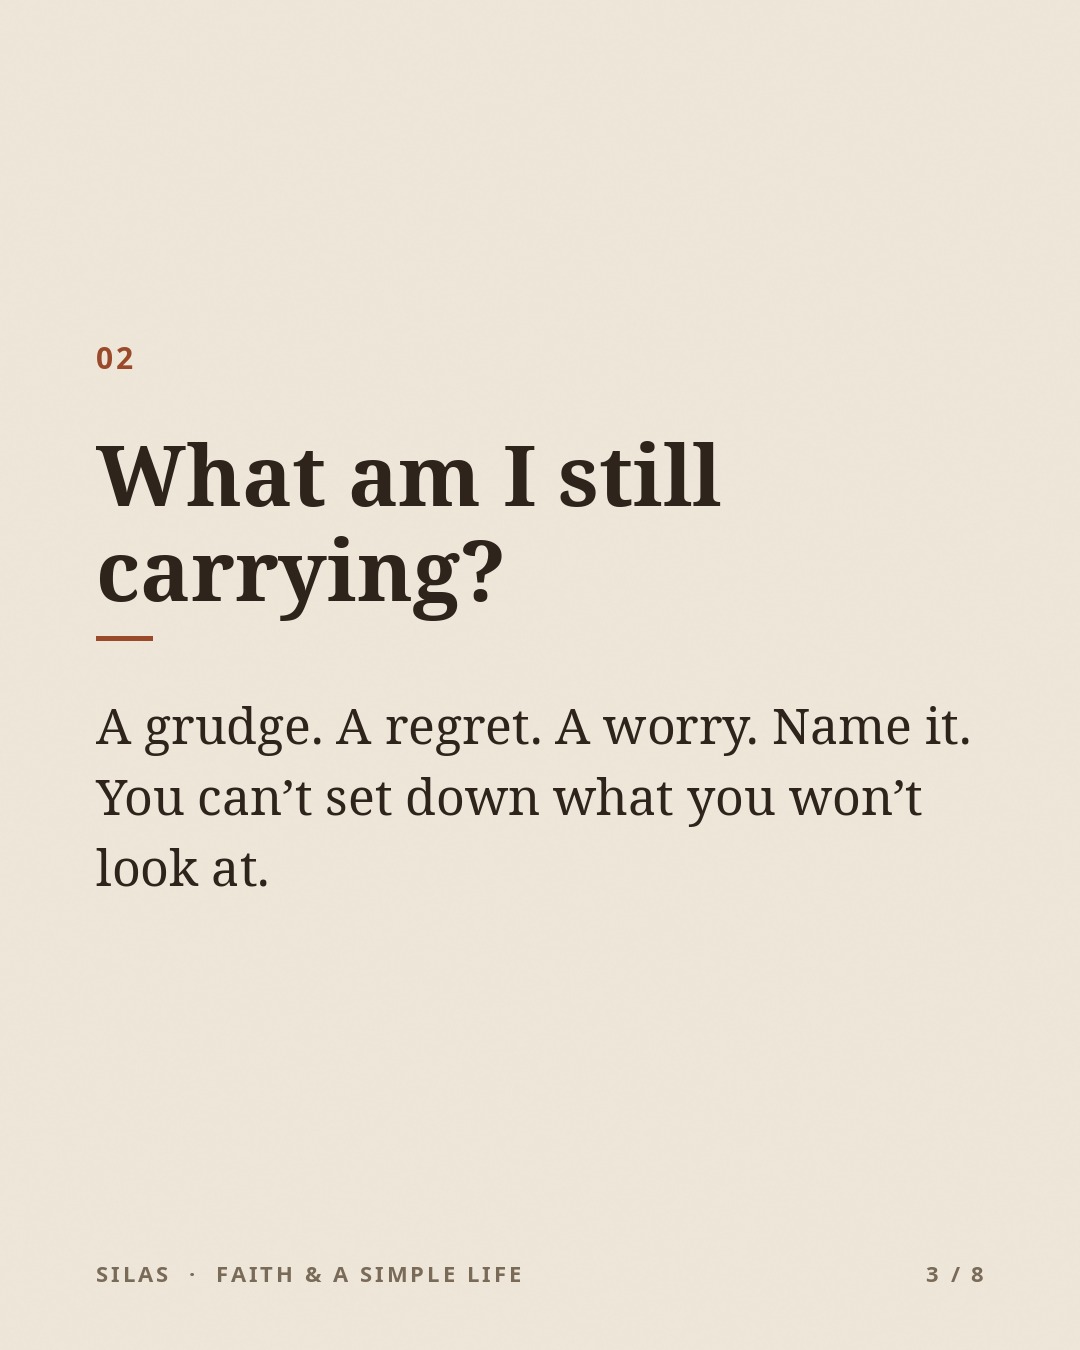 02
What am I still
carrying?
A grudge. A regret. A worry. Name it.
You can’t set down what you won’t
look at.
SILAS · FAITH & A SIMPLE LIFE
3 / 8